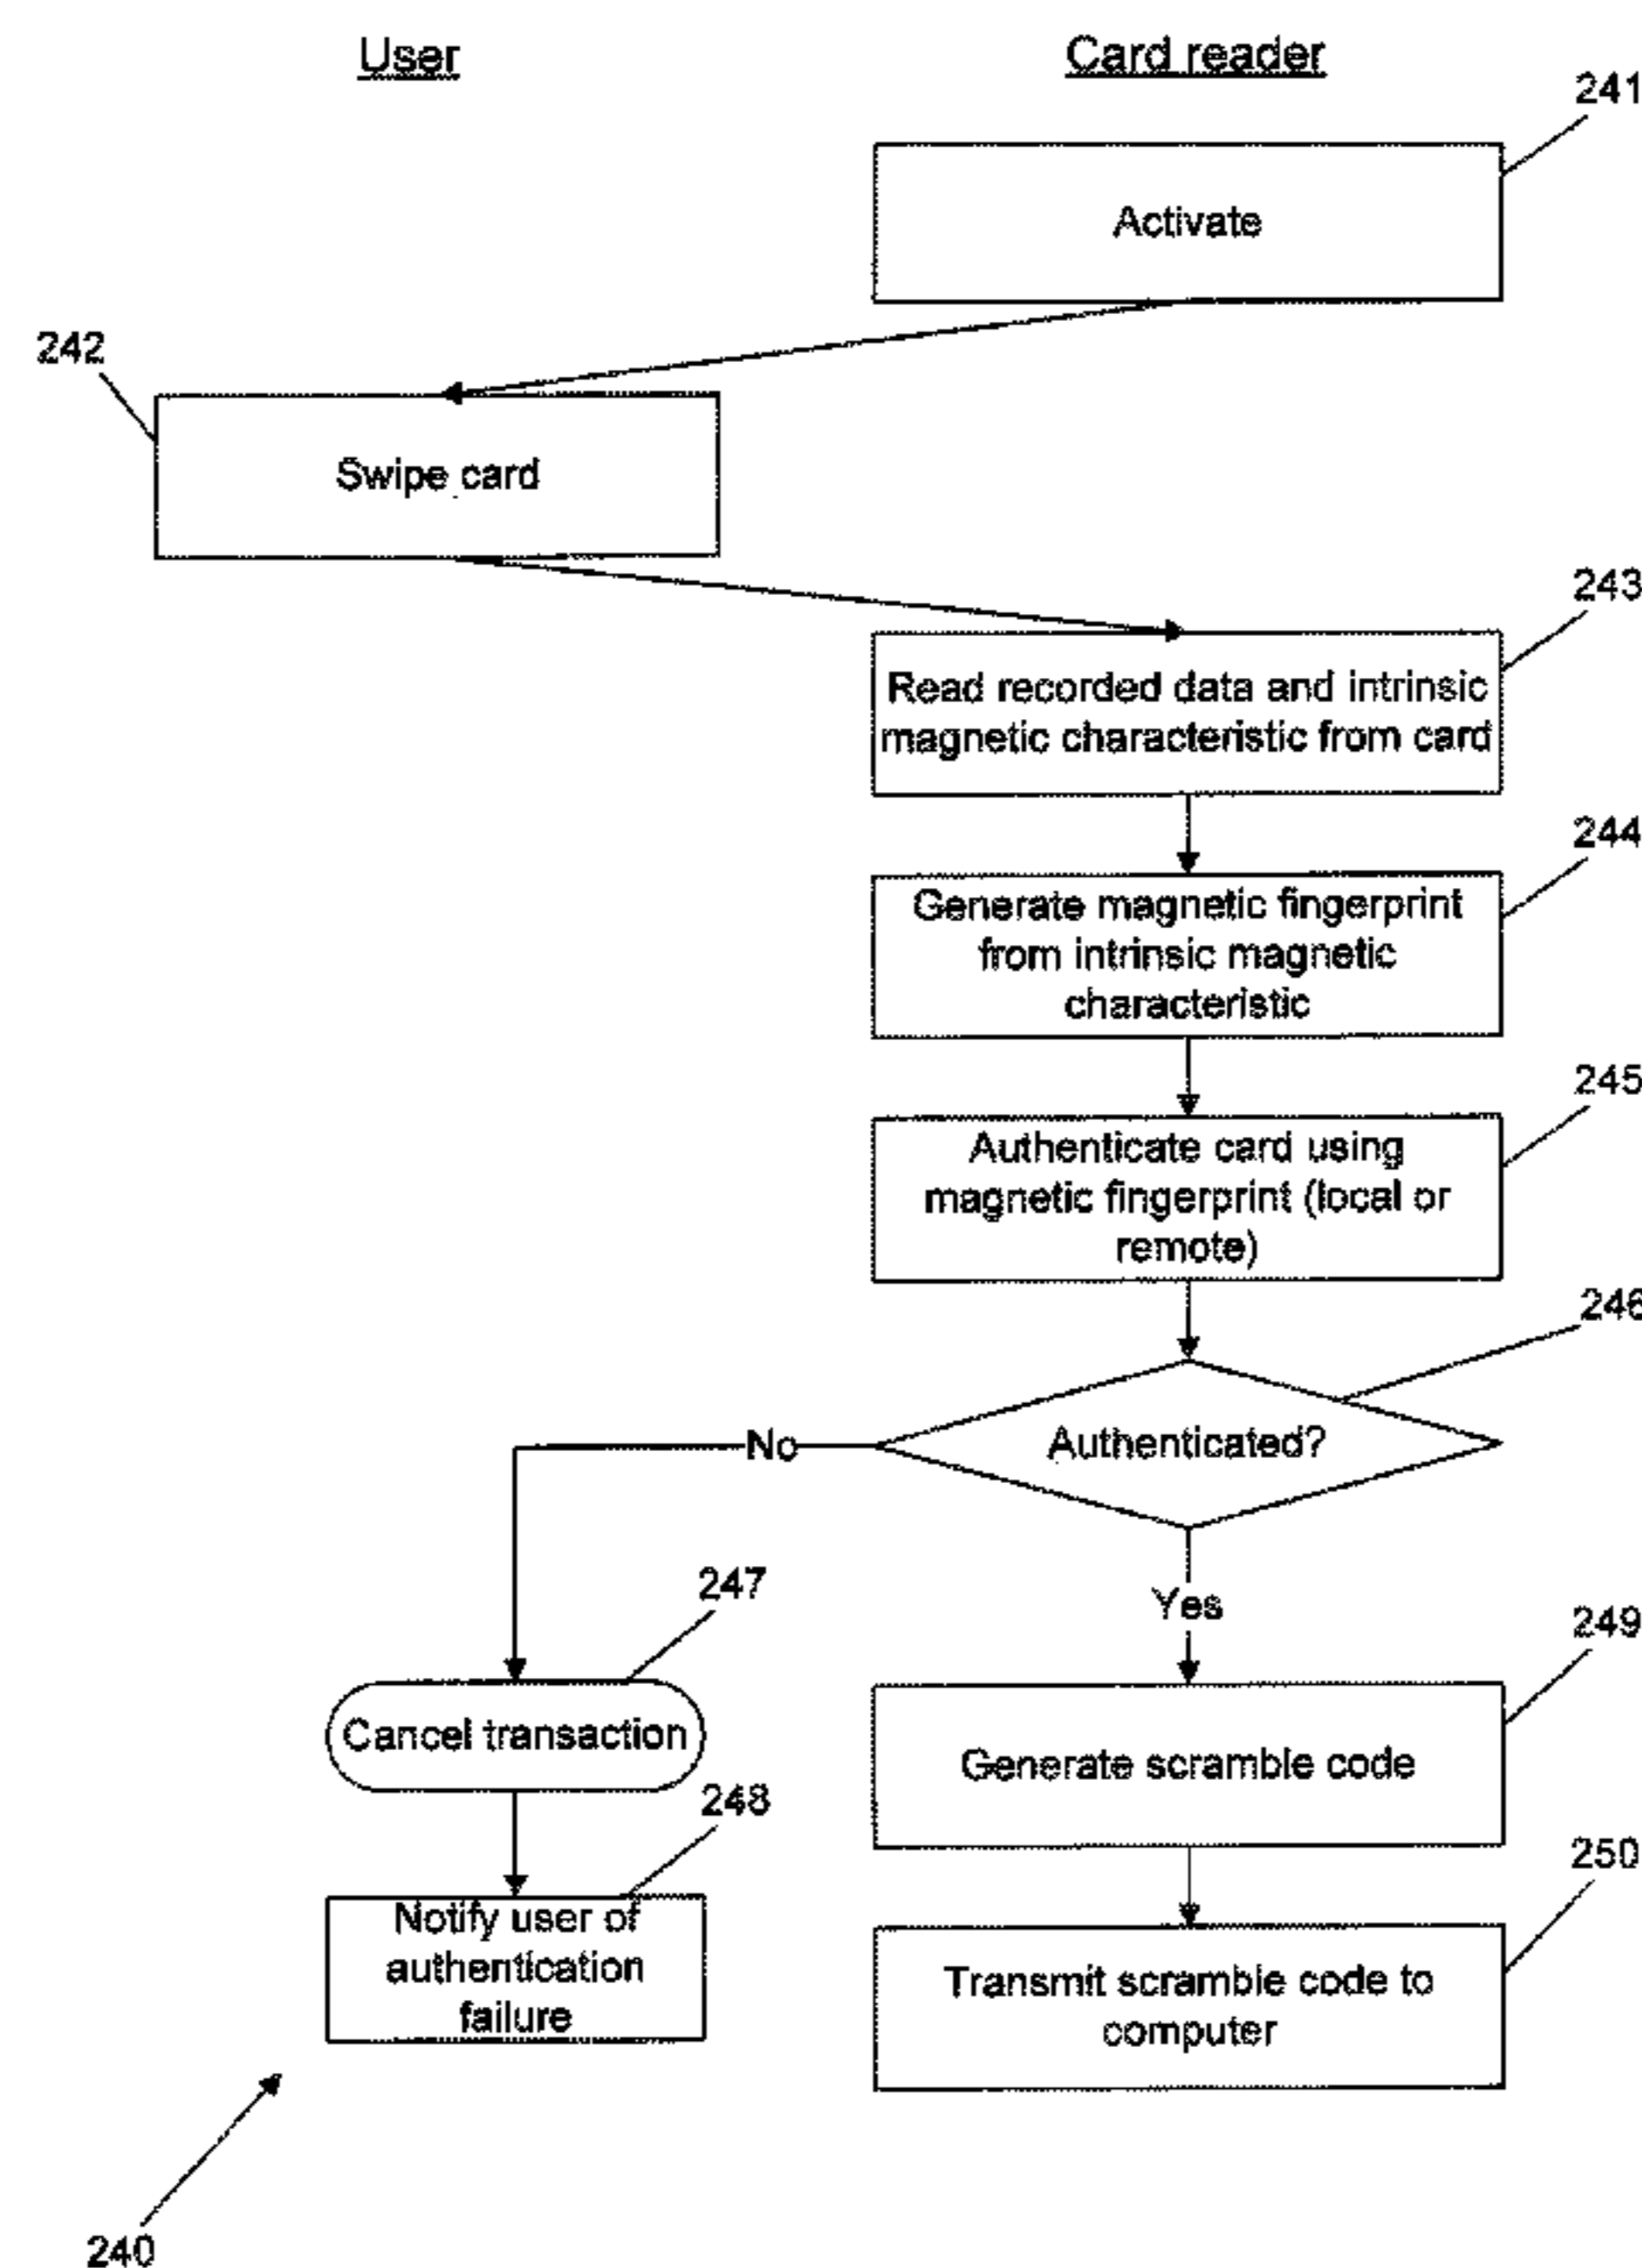 User
Card reader
241
Activate
242
Swipe card
243
Read recorded data and intrinsic
magnetic characteristic from card
244
Generate magnetic fingerprint
from intrinsic magnetic
characteristic
245
Authenticate card using
magnetic fingerprint (local or
remote)
246
Authenticated?
No
Yes
247
Cancel transaction
248
Notify user of
authentication
failure
249
Generate scramble code
250
Transmit scramble code to
computer
240